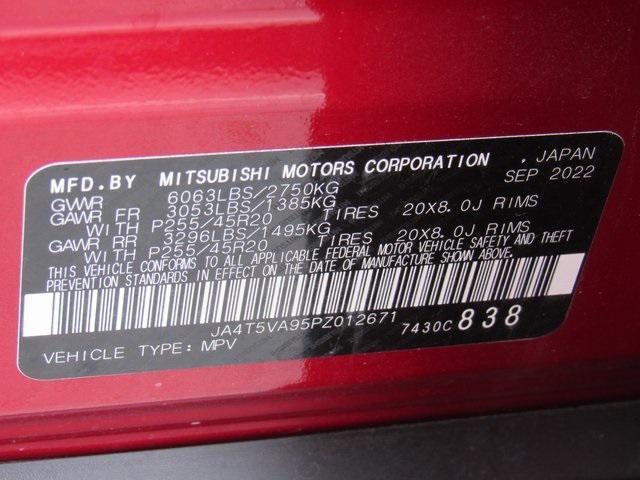 MFD.BY MITSUBISHI MOTORS CORPORATION , JAPAN
GVWR 6063LBS/2750KG SEP 2022
GAWR FR 3053LBS/1385KG
WITH P255/45R20 TIRES 20X8.0J RIMS
GAWR RR 3296LBS/1495KG
WITH P255/45R20 TIRES 20X8.0J RIMS
THIS VEHICLE CONFORMS TO ALL APPLICABLE FEDERAL MOTOR VEHICLE SAFETY AND THEFT
PREVENTION STANDARDS IN EFFECT ON THE DATE OF MANUFACTURE SHOWN ABOVE.
JA4T5VA95PZ012671 7430C 838
VEHICLE TYPE: MPV